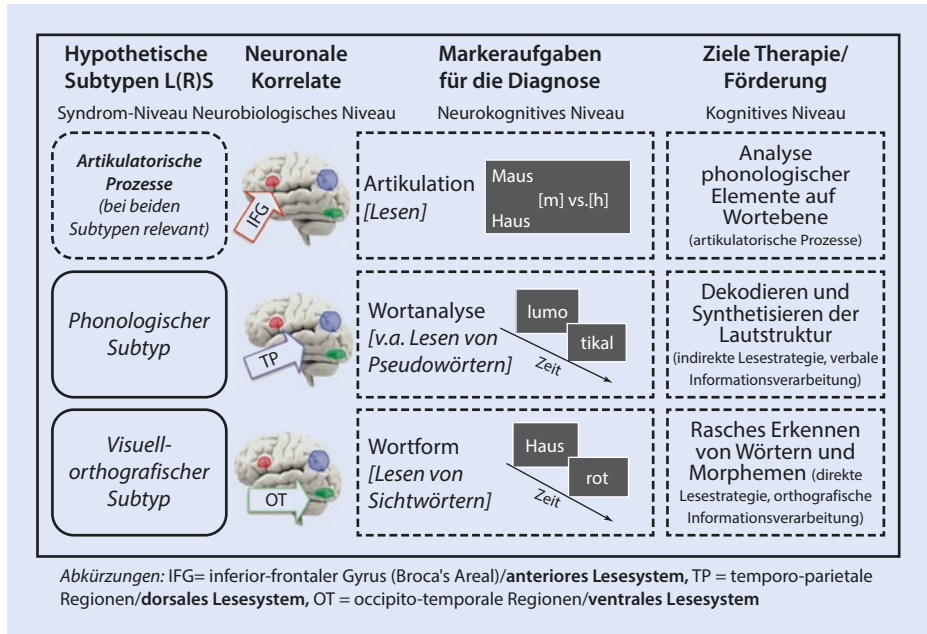 Hypothetische
Subtypen L(R)S
Neuronale
Korrelate
Markeraufgaben
für die Diagnose
Ziele Therapie/
Förderung
Syndrom-Niveau Neurobiologisches Niveau
Neurokognitives Niveau
Kognitives Niveau
Artikulatorische
Prozesse
(bei beiden
Subtypen relevant)
IFG
Artikulation
[Lesen]
Maus
[m] vs.[h]
Haus
Analyse
phonologischer
Elemente auf
Wortebene
(artikulatorische Prozesse)
Phonologischer
Subtyp
TP
Wortanalyse
[v.a. Lesen von
Pseudowörtern]
lumo
tikal
Zeit
Dekodieren und
Synthetisieren der
Lautstruktur
(indirekte Lesestrategie, verbale
Informationsverarbeitung)
Visuell-
orthografischer
Subtyp
OT
Wortform
[Lesen von
Sichtwörtern]
Haus
rot
Zeit
Rasches Erkennen
von Wörtern und
Morphemen (direkte
Lesestrategie, orthografische
Informationsverarbeitung)
Abkürzungen: IFG= inferior-frontaler Gyrus (Broca's Areal)/anteriores Lesesystem, TP = temporo-parietale
Regionen/dorsales Lesesystem, OT = occipito-temporale Regionen/ventrales Lesesystem